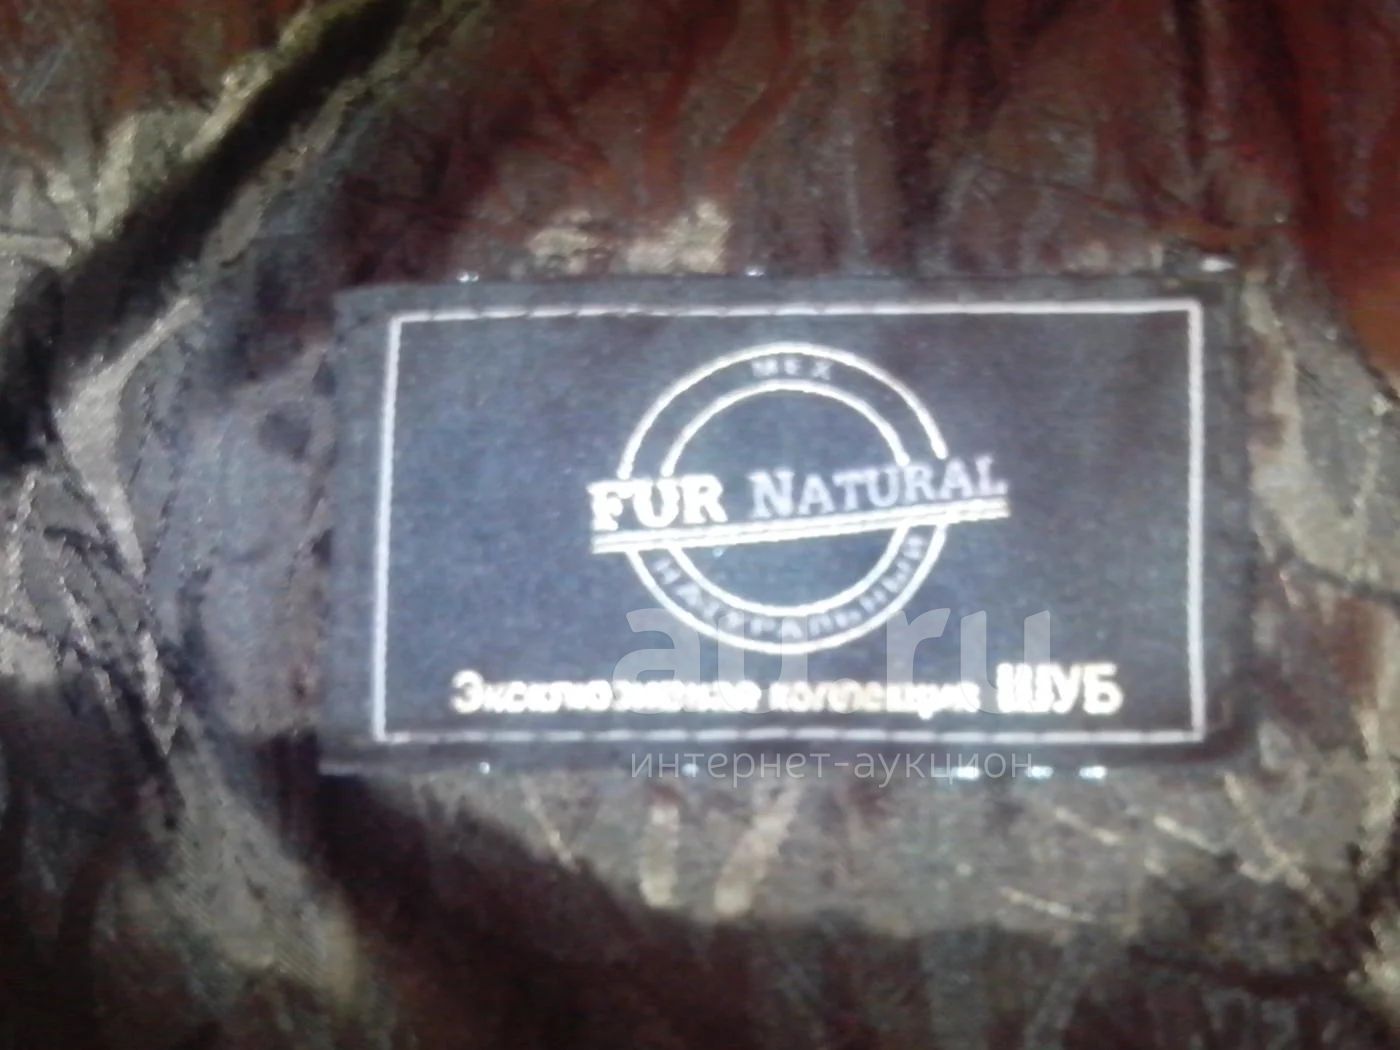 МЕХ
FUR NATURAL
НАТУРАЛЬНЫЙ
Эксклюзивная коллекция ШУБ
au.ru
интернет-аукцион